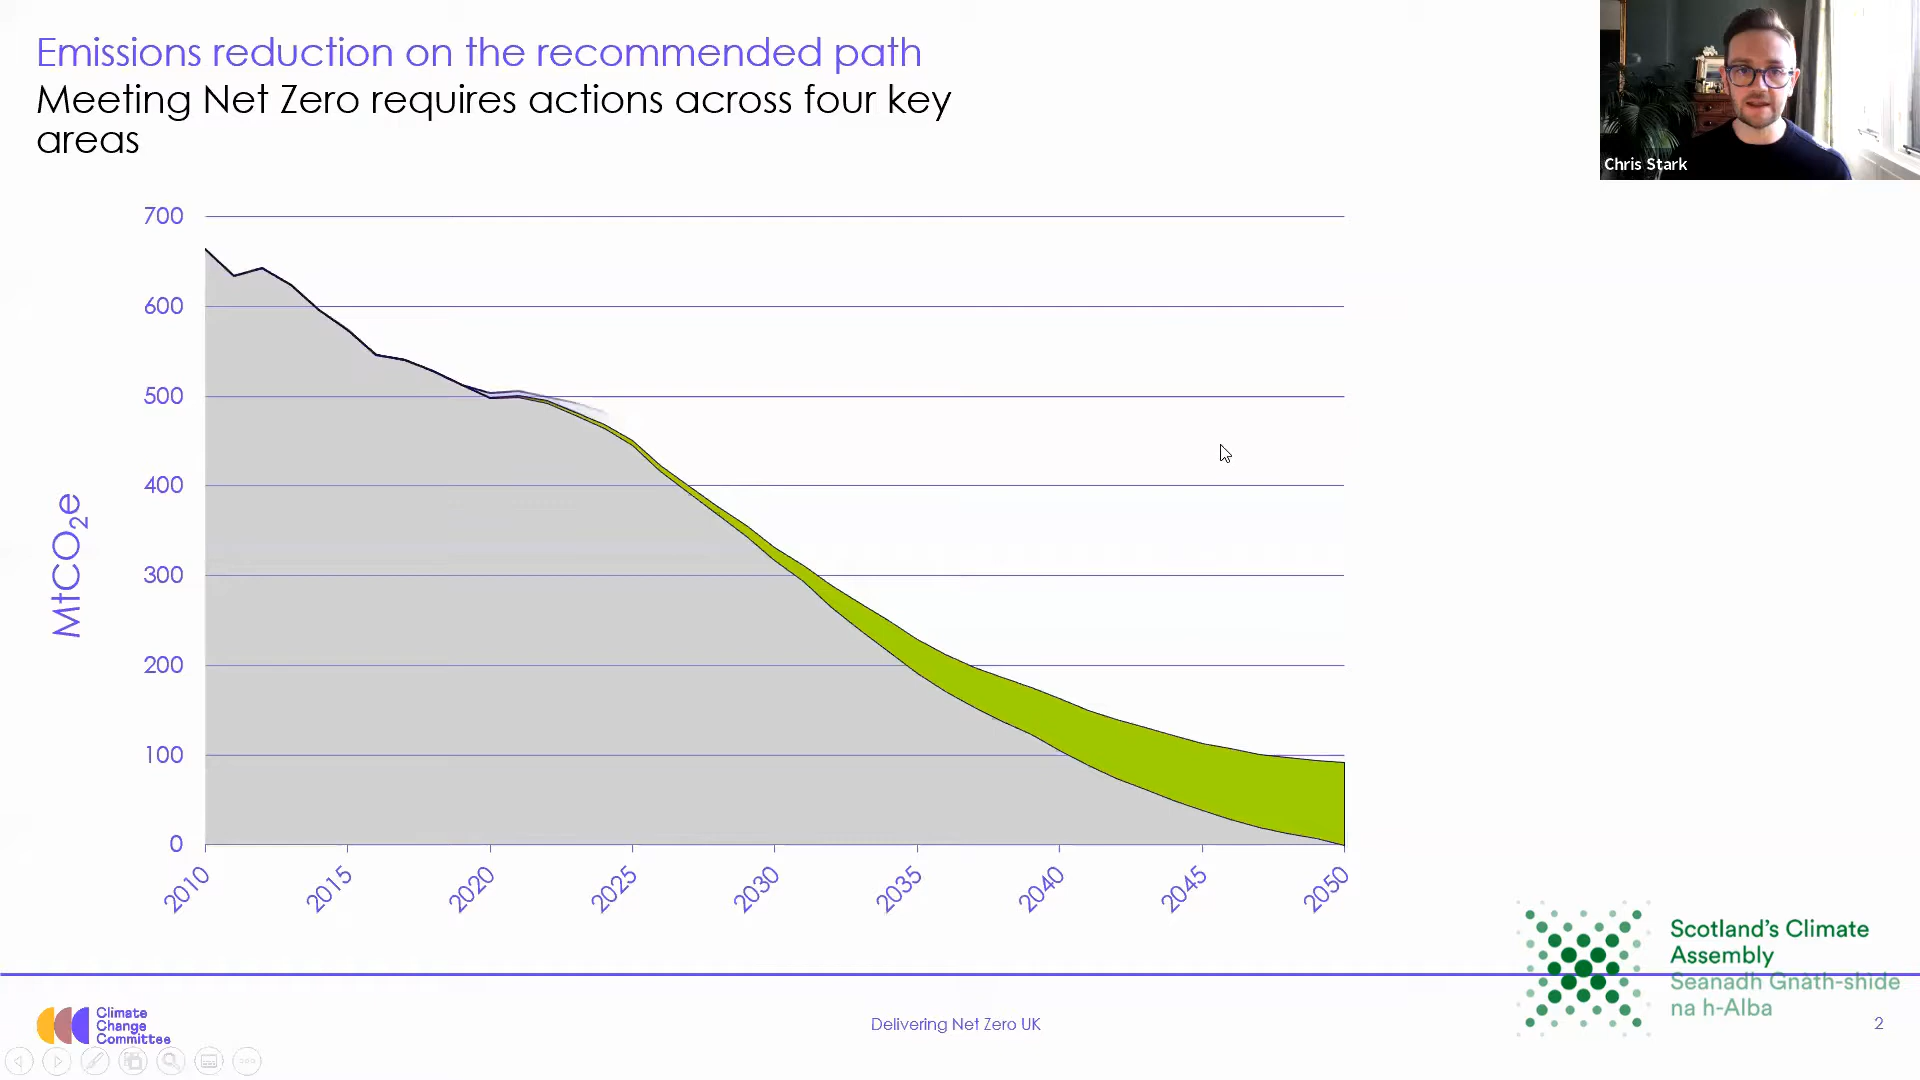 Emissions reduction on the recommended path
Meeting Net Zero requires actions across four key
areas
Chris Stark
700
600
500
400
300
200
100
0
MtCO₂e
2010
2015
2020
2025
2030
2035
2040
2045
2050
Scotland's Climate
Assembly
Seanadh Gnàth-shìde
na h-Alba
Climate
Change
Committee
Delivering Net Zero UK
2